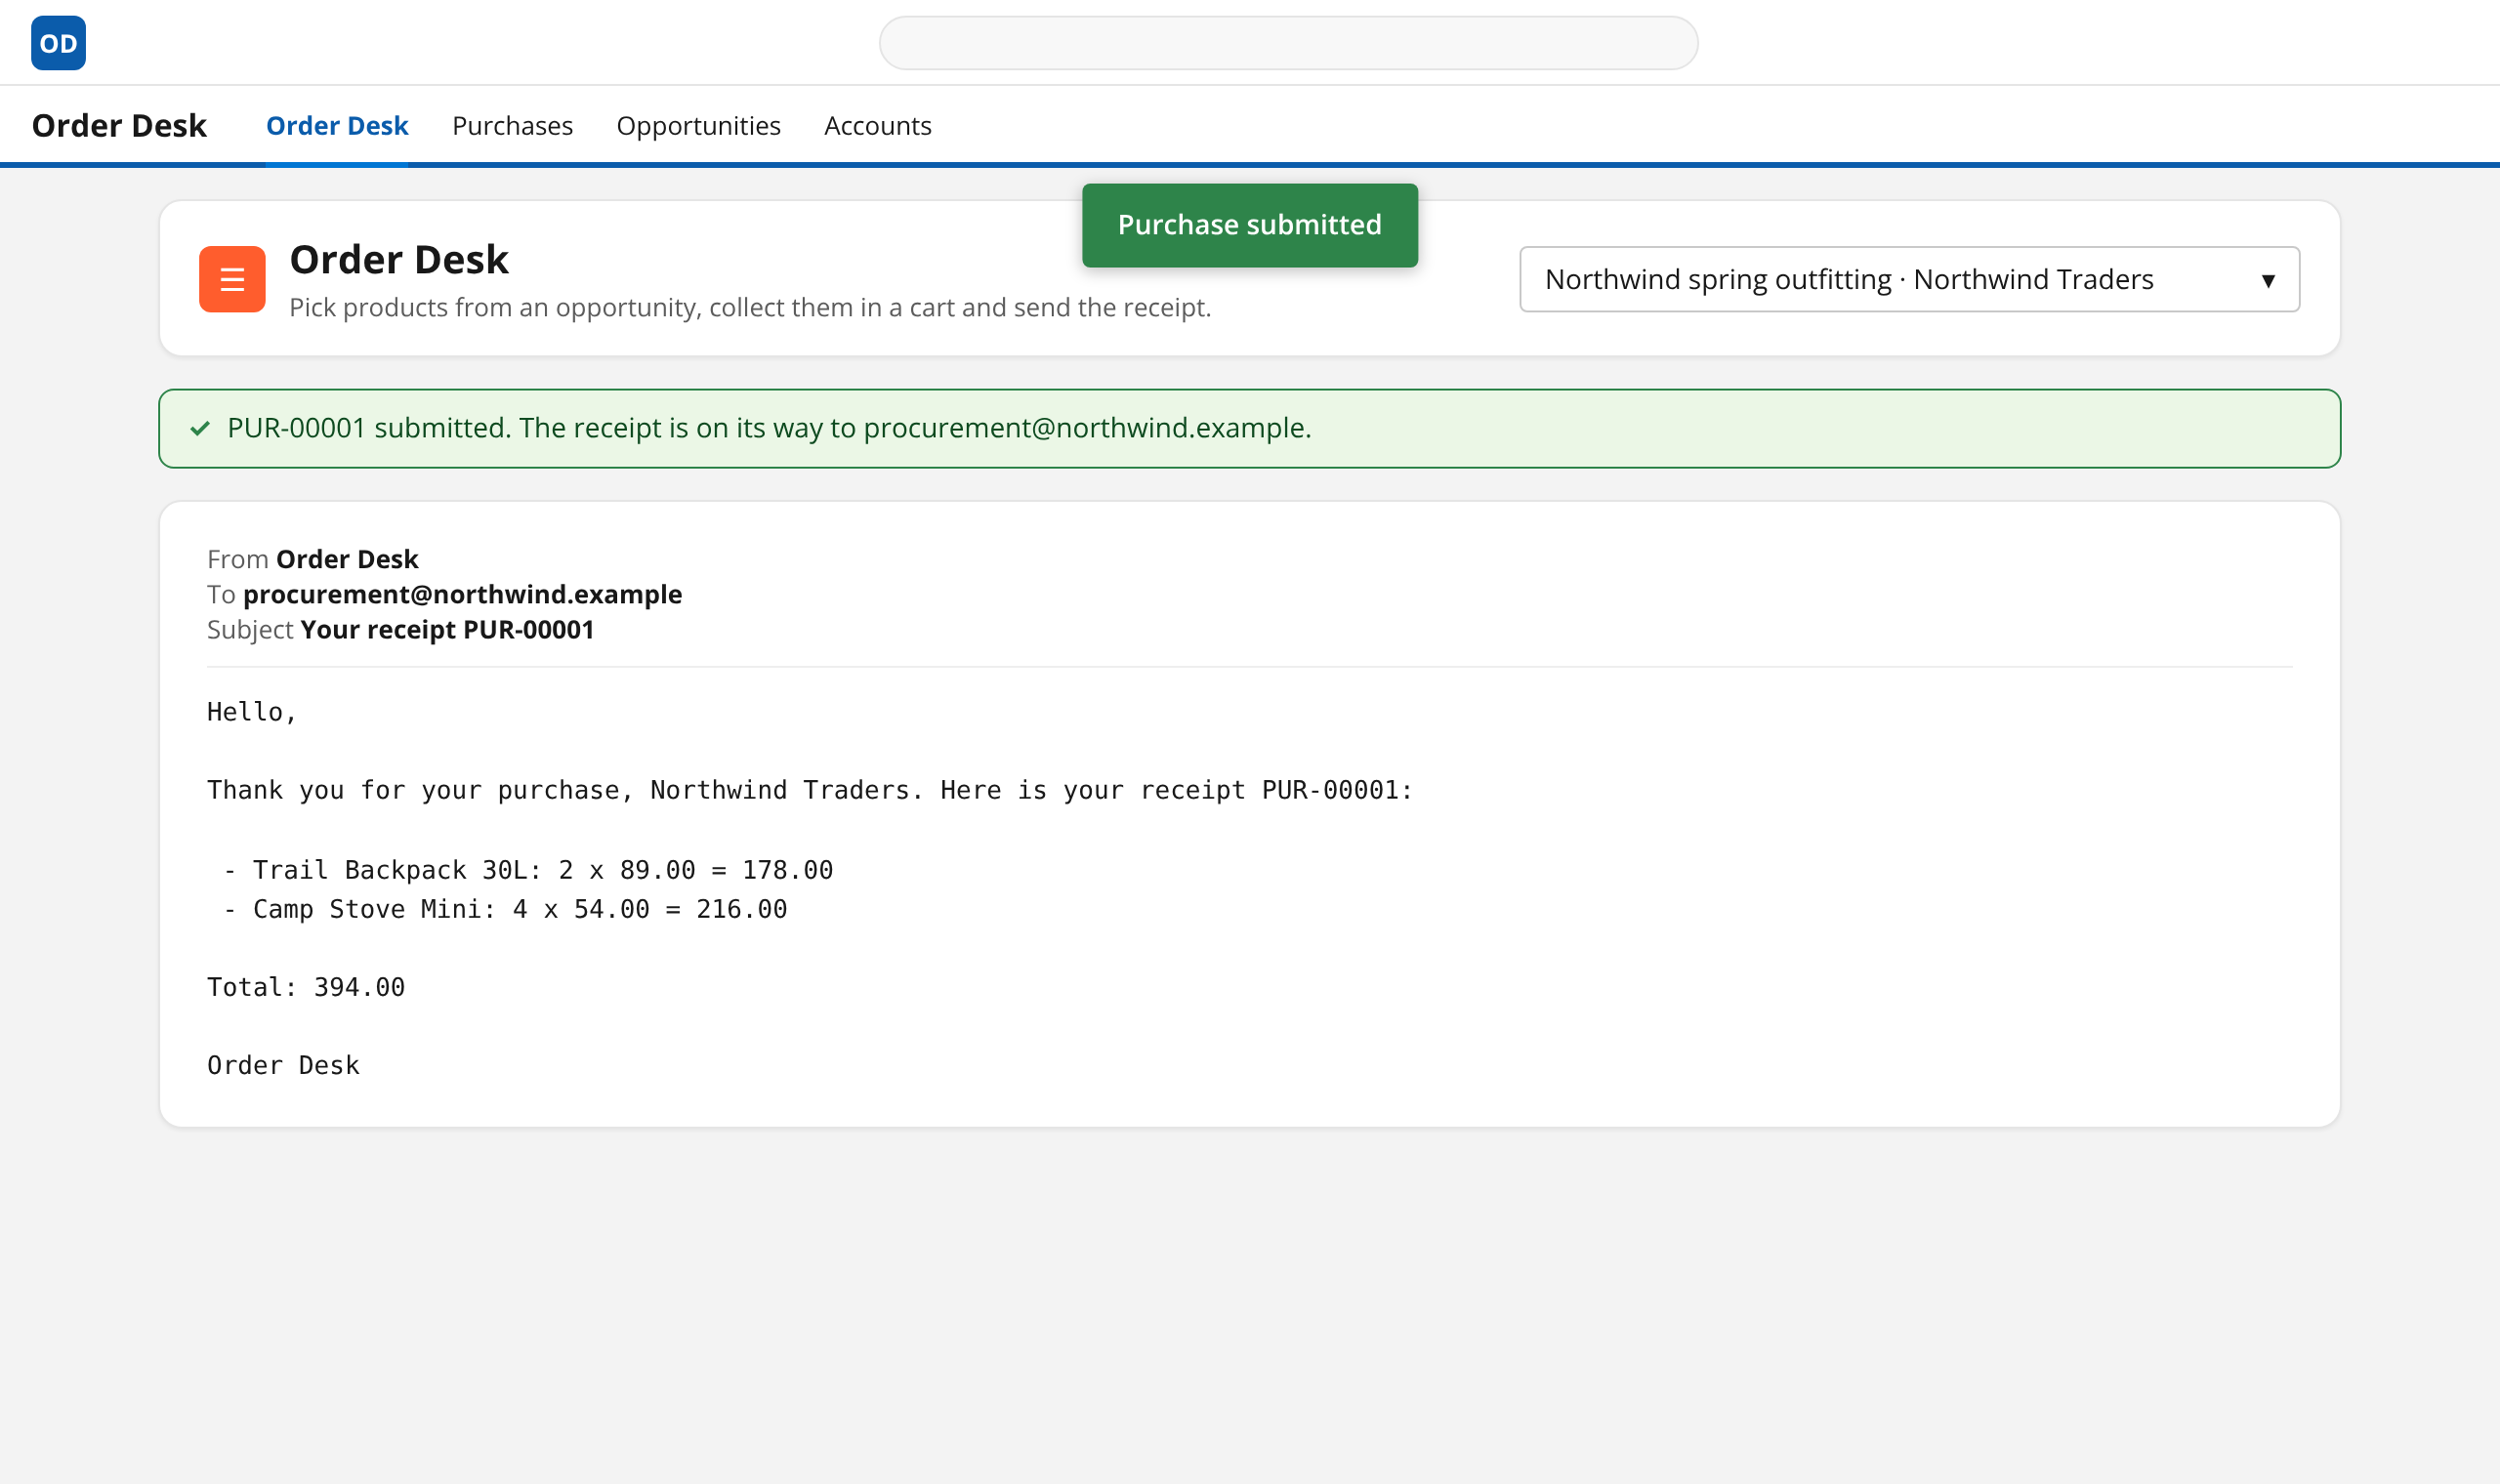 OD
Order Desk
Order Desk Purchases Opportunities Accounts
Purchase submitted
Order Desk
Pick products from an opportunity, collect them in a cart and send the receipt.
Northwind spring outfitting · Northwind Traders
PUR-00001 submitted. The receipt is on its way to procurement@northwind.example.
From Order Desk
To procurement@northwind.example
Subject Your receipt PUR-00001
Hello,
Thank you for your purchase, Northwind Traders. Here is your receipt PUR-00001:
- Trail Backpack 30L: 2 x 89.00 = 178.00
- Camp Stove Mini: 4 x 54.00 = 216.00
Total: 394.00
Order Desk